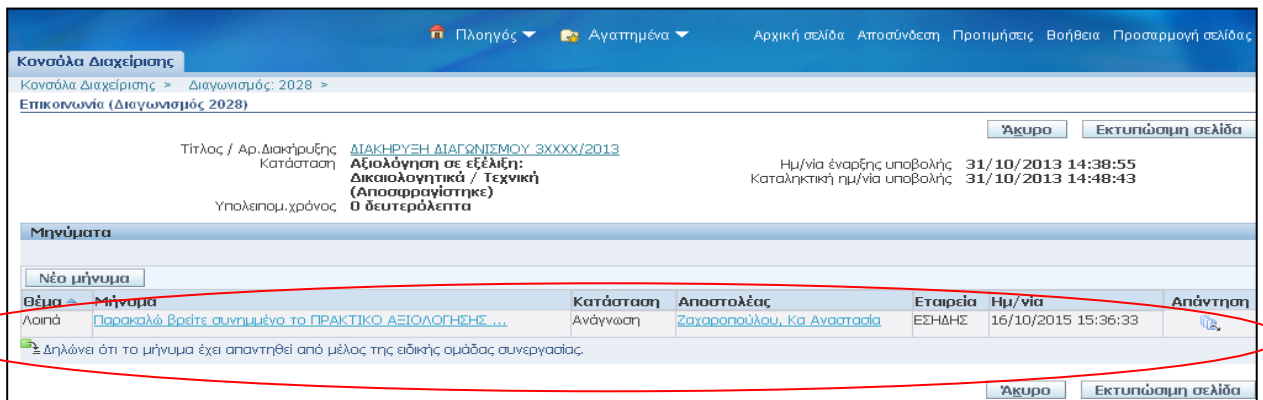 Πλοηγός Αγαπημένα Αρχική σελίδα Αποσύνδεση Προτιμήσεις Βοήθεια Προσαρμογή σελίδας
Κονσόλα Διαχείρισης
Κονσόλα Διαχείρισης > Διαγωνισμός: 2028 >
Επικοινωνία (Διαγωνισμός 2028)
Άκυρο Εκτυπώσιμη σελίδα
Τίτλος / Αρ.Διακήρυξης ΔΙΑΚΗΡΥΞΗ ΔΙΑΓΩΝΙΣΜΟΥ 3ΧΧΧΧ/2013
Κατάσταση Αξιολόγηση σε εξέλιξη:
Δικαιολογητικά / Τεχνική
(Αποσφραγίστηκε)
Υπολειπομ.χρόνος 0 δευτερόλεπτα
Ημ/νία έναρξης υποβολής 31/10/2013 14:38:55
Καταληκτική ημ/νία υποβολής 31/10/2013 14:48:43
Μηνύματα
Νέο μήνυμα
Θέμα Μήνυμα Κατάσταση Αποστολέας Εταιρεία Ημ/νία Απάντηση
Λοιπά Παρακαλώ βρείτε συνημμένο το ΠΡΑΚΤΙΚΟ ΑΞΙΟΛΟΓΗΣΗΣ ... Ανάγνωση Ζαχαροπούλου, Κα Αναστασία ΕΣΗΔΗΣ 16/10/2015 15:36:33
Δηλώνει ότι το μήνυμα έχει απαντηθεί από μέλος της ειδικής ομάδας συνεργασίας.
Άκυρο Εκτυπώσιμη σελίδα